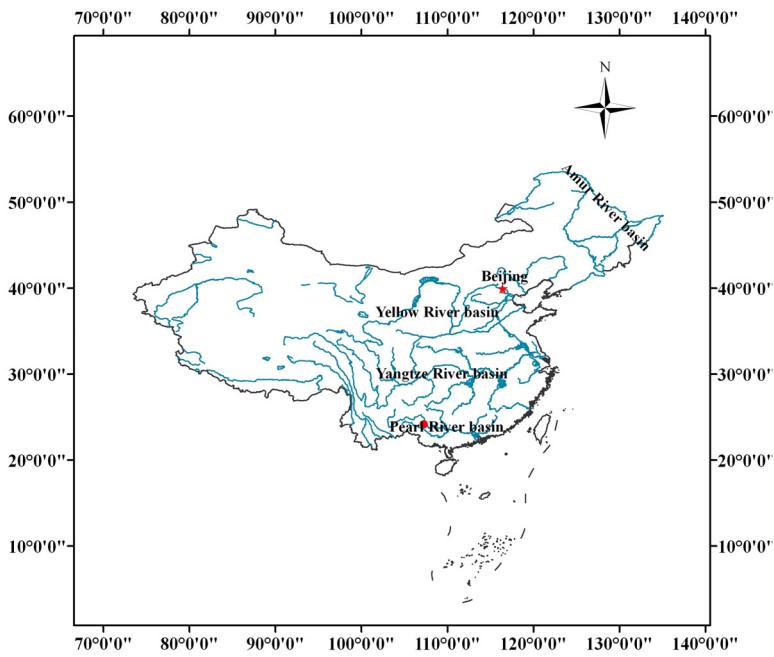 70°0'0" 80°0'0" 90°0'0" 100°0'0" 110°0'0" 120°0'0" 130°0'0" 140°0'0"
N
60°0'0" 60°0'0"
Amur River basin
50°0'0" 50°0'0"
Beijing
40°0'0" 40°0'0"
Yellow River basin
30°0'0" 30°0'0"
Yangtze River basin
Pearl River basin
20°0'0" 20°0'0"
10°0'0" 10°0'0"
70°0'0" 80°0'0" 90°0'0" 100°0'0" 110°0'0" 120°0'0" 130°0'0" 140°0'0"